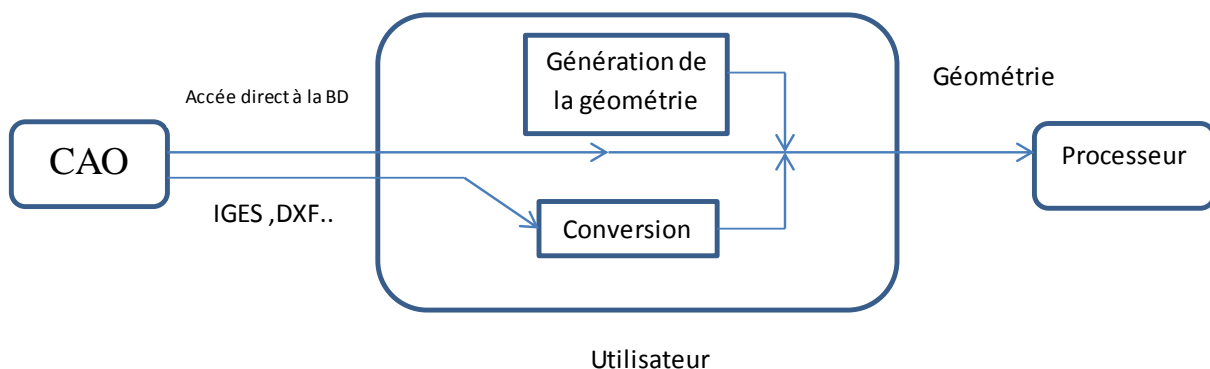 Génération de
la géométrie
Géométrie
Accée direct à la BD
CAO
Processeur
IGES ,DXF..
Conversion
Utilisateur